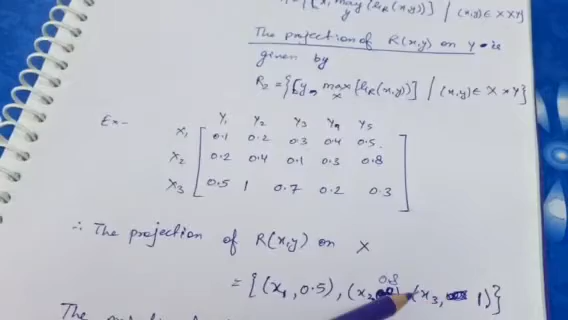 {[x, max y (μR(x,y))] / (x,y) ∈ X×Y}
The projection of R(x,y) on Y is
given by
R₂ = {[y, max x (μR(x,y))] / (x,y) ∈ X×Y}
Ex:- y₁ y₂ y₃ y₄ y₅
x₁ 0.1 0.2 0.3 0.4 0.5
x₂ 0.2 0.4 0.1 0.3 0.8
x₃ 0.5 1 0.7 0.2 0.3
∴ The projection of R(x,y) on X
= {(x₁, 0.5), (x₂ 0.8) (x₃, 1)}
The